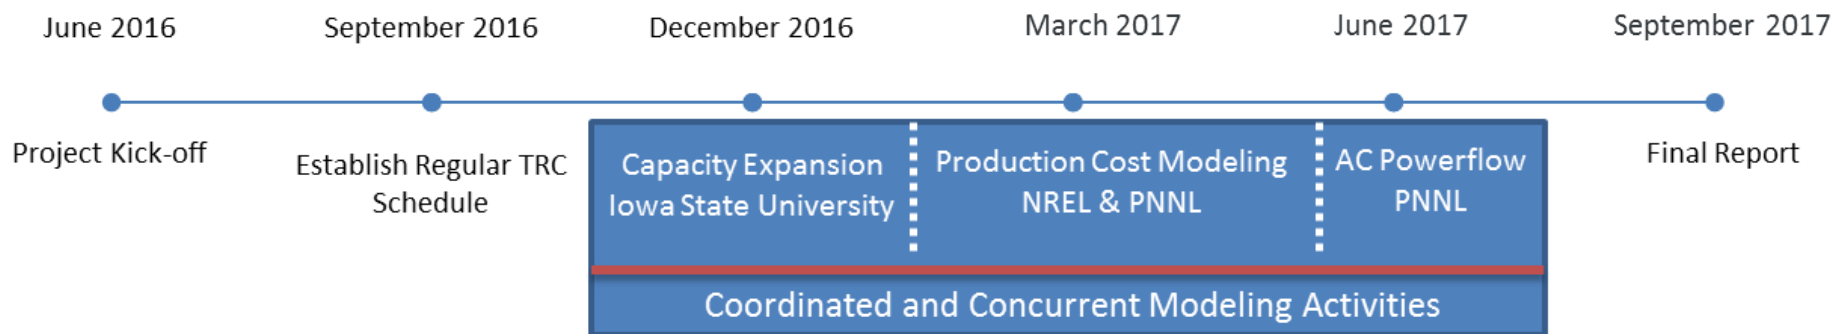 June 2016
September 2016
December 2016
March 2017
June 2017
September 2017
Project Kick-off
Establish Regular TRC
Schedule
Capacity Expansion
Iowa State University
Production Cost Modeling
NREL & PNNL
AC Powerflow
PNNL
Final Report
Coordinated and Concurrent Modeling Activities